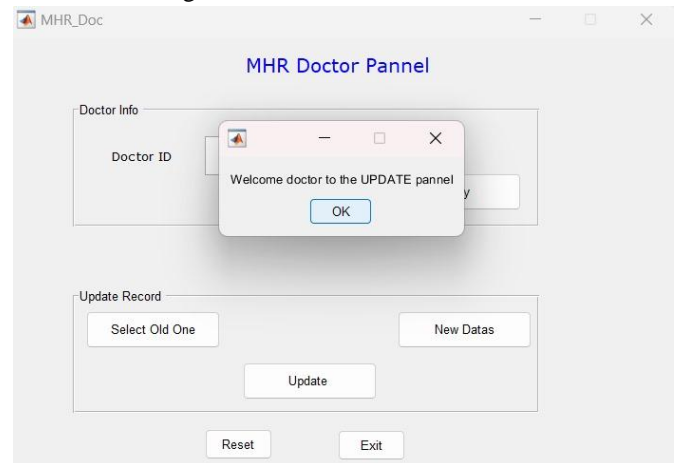 MHR_Doc
MHR Doctor Pannel
Doctor Info
Doctor ID
Welcome doctor to the UPDATE pannel
y
OK
Update Record
Select Old One
New Datas
Update
Reset
Exit